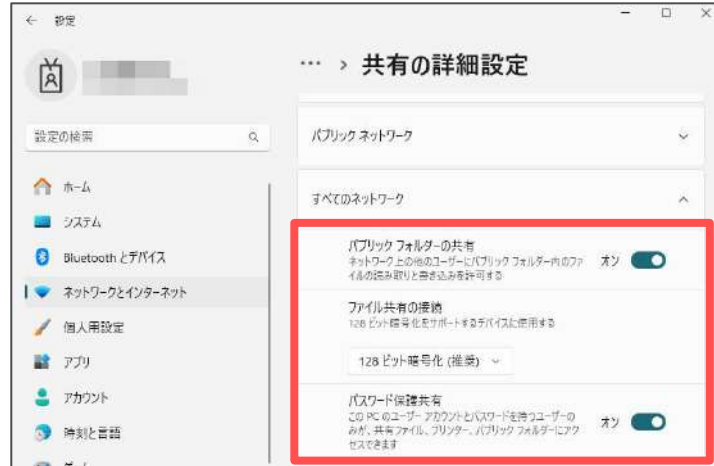 ← 設定
… › 共有の詳細設定
設定の検索
ホーム
システム
Bluetooth とデバイス
ネットワークとインターネット
個人用設定
アプリ
アカウント
時刻と言語
パブリック ネットワーク
すべてのネットワーク
パブリック フォルダーの共有
ネットワーク上の他のユーザーにパブリック フォルダー内のファ
イルの読み取りと書き込みを許可する
オン
ファイル共有の接続
128 ビット暗号化をサポートするデバイスに使用する
128 ビット暗号化 (推奨)
パスワード保護共有
この PC のユーザー アカウントとパスワードを持つユーザーの
みが、共有ファイル、プリンター、パブリック フォルダーにアク
セスできます
オン